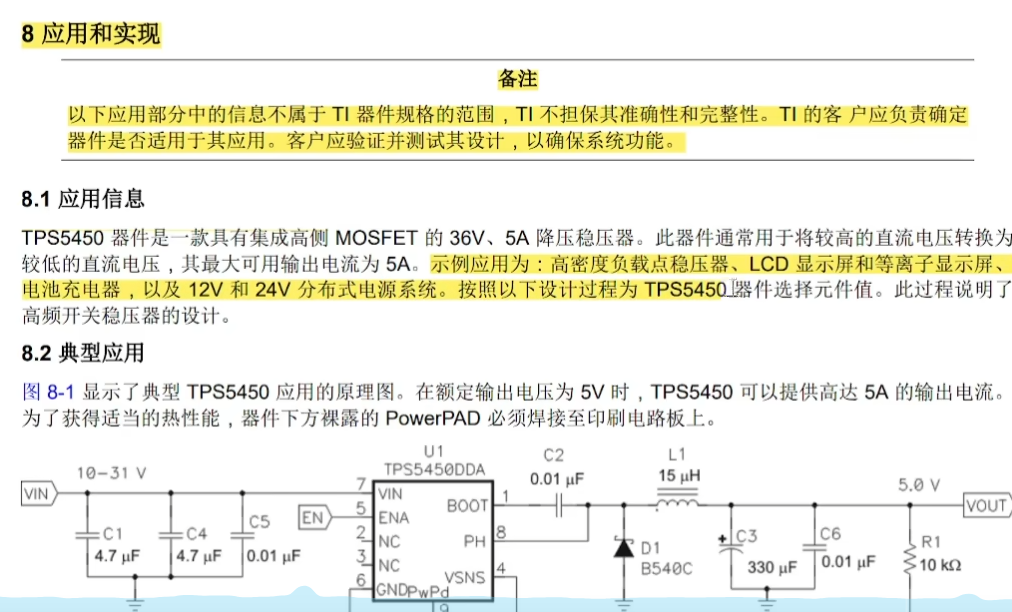 8 应用和实现
备注
以下应用部分中的信息不属于 TI 器件规格的范围，TI 不担保其准确性和完整性。TI 的客 户应负责确定
器件是否适用于其应用。客户应验证并测试其设计，以确保系统功能。
8.1 应用信息
TPS5450 器件是一款具有集成高侧 MOSFET 的 36V、5A 降压稳压器。此器件通常用于将较高的直流电压转换为
较低的直流电压，其最大可用输出电流为 5A。示例应用为：高密度负载点稳压器、LCD 显示屏和等离子显示屏、
电池充电器，以及 12V 和 24V 分布式电源系统。按照以下设计过程为 TPS5450 器件选择元件值。此过程说明了
高频开关稳压器的设计。
8.2 典型应用
图 8-1 显示了典型 TPS5450 应用的原理图。在额定输出电压为 5V 时，TPS5450 可以提供高达 5A 的输出电流。
为了获得适当的热性能，器件下方裸露的 PowerPAD 必须焊接至印刷电路板上。
10-31 V
VIN
C1
4.7 µF
C4
4.7 µF
C5
0.01 µF
EN
U1
TPS5450DDA
7
VIN
5
ENA
2
NC
3
NC
6
GND
PwPd
9
BOOT
1
PH
8
VSNS
4
C2
0.01 µF
L1
15 µH
D1
B540C
+
C3
330 µF
C6
0.01 µF
5.0 V
VOUT
R1
10 kΩ